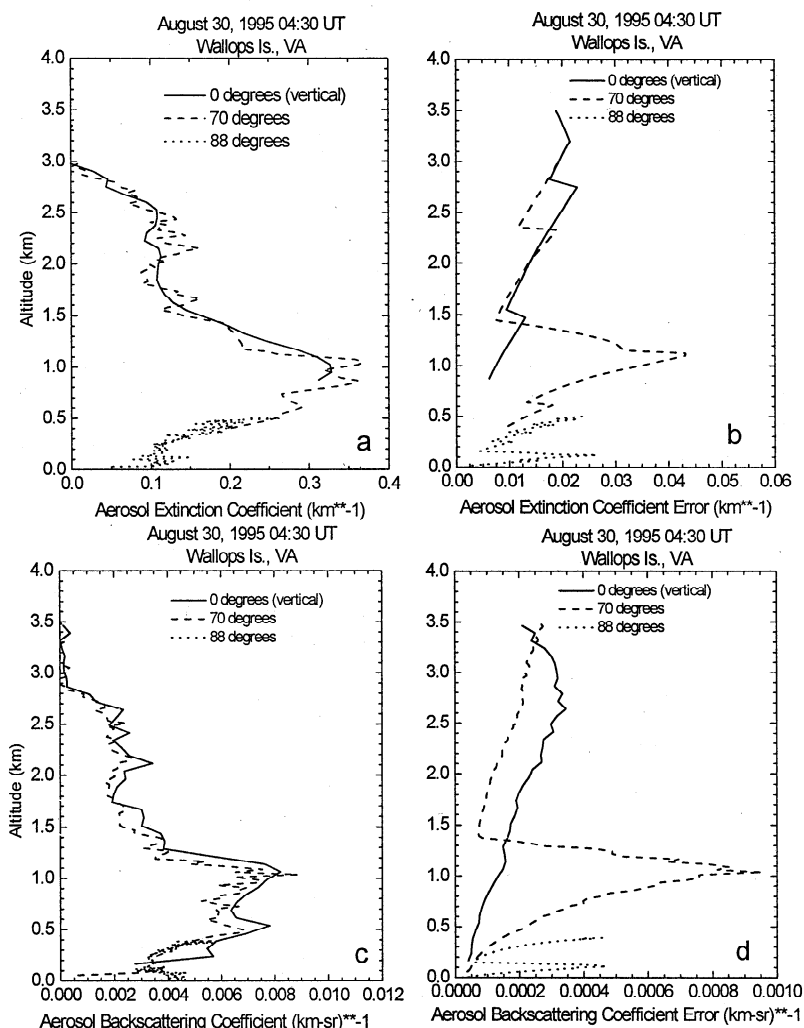 August 30, 1995 04:30 UT
Wallops Is., VA
4.0
3.5
3.0
2.5
2.0
1.5
1.0
0.5
0.0
Altitude (km)
0 degrees (vertical)
70 degrees
88 degrees
a
0.0 0.1 0.2 0.3 0.4
Aerosol Extinction Coefficient (km**-1)
August 30, 1995 04:30 UT
Wallops Is., VA
4.0
3.5
3.0
2.5
2.0
1.5
1.0
0.5
0.0
0 degrees (vertical)
70 degrees
88 degrees
b
0.00 0.01 0.02 0.03 0.04 0.05 0.06
Aerosol Extinction Coefficient Error (km**-1)
August 30, 1995 04:30 UT
Wallops Is., VA
4.0
3.5
3.0
2.5
2.0
1.5
1.0
0.5
0.0
Altitude (km)
0 degrees (vertical)
70 degrees
88 degrees
c
0.000 0.002 0.004 0.006 0.008 0.010 0.012
Aerosol Backscattering Coefficient (km-sr)**-1
August 30, 1995 04:30 UT
Wallops Is., VA
4.0
3.5
3.0
2.5
2.0
1.5
1.0
0.5
0.0
0 degrees (vertical)
70 degrees
88 degrees
d
0.0000 0.0002 0.0004 0.0006 0.0008 0.0010
Aerosol Backscattering Coefficient Error (km-sr)**-1